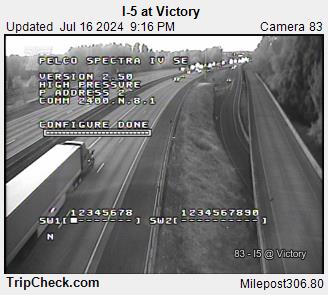 I-5 at Victory
Updated Jul 16 2024 9:16 PM Camera 83
PELCO SPECTRA IV SE
VERSION 2.50
HIGH PRESSURE
P ADDRESS 2
COMM 2400,N,8,1
CONFIGURE DONE
12345678 1234567890
SW1[■-------] SW2[----------]
N
83 - I5 @ Victory
TripCheck.com Milepost306.80